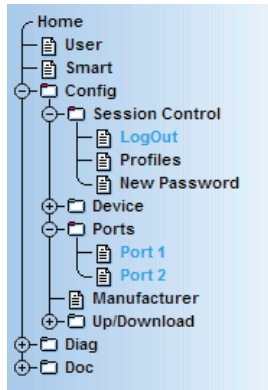 Home
User
Smart
Config
Session Control
LogOut
Profiles
New Password
Device
Ports
Port 1
Port 2
Manufacturer
Up/Download
Diag
Doc